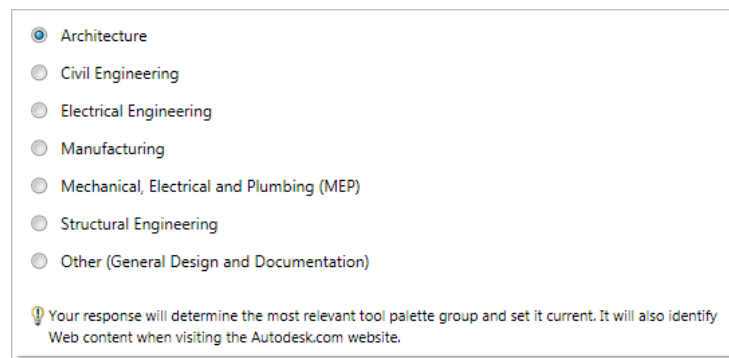 Architecture
Civil Engineering
Electrical Engineering
Manufacturing
Mechanical, Electrical and Plumbing (MEP)
Structural Engineering
Other (General Design and Documentation)
Your response will determine the most relevant tool palette group and set it current. It will also identify
Web content when visiting the Autodesk.com website.